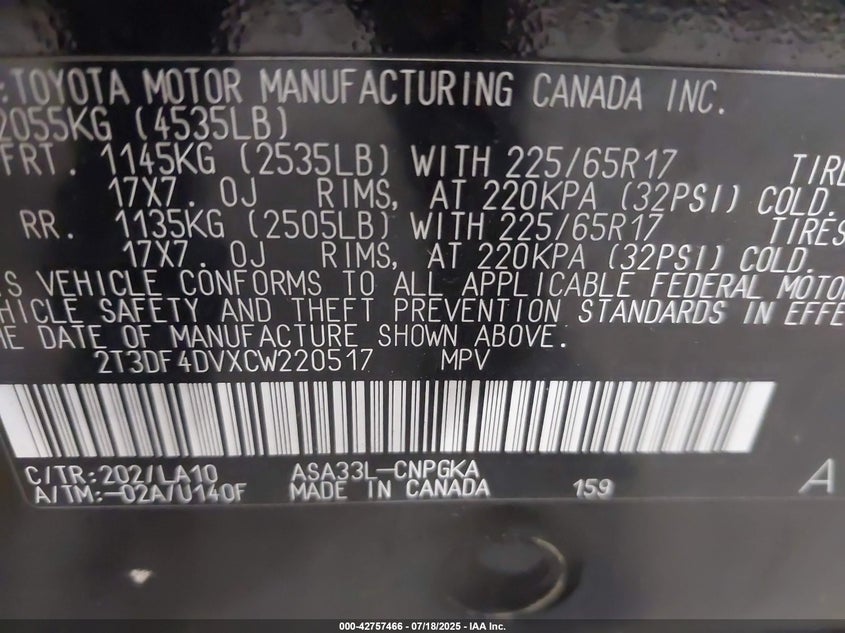 :TOYOTA MOTOR MANUFACTURING CANADA INC.
2055KG (4535LB)
FRT. 1145KG (2535LB) WITH 225/65R17 TIRE
17X7. 0J RIMS, AT 220KPA (32PSI) COLD.
RR. 1135KG (2505LB) WITH 225/65R17 TIRES
17X7. 0J RIMS, AT 220KPA (32PSI) COLD.
S VEHICLE CONFORMS TO ALL APPLICABLE FEDERAL MOTO
HICLE SAFETY AND THEFT PREVENTION STANDARDS IN EFFE
E DATE OF MANUFACTURE SHOWN ABOVE.
2T3DF4DVXCW220517 MPV
C/TR:202/LA10 ASA33L-CNPGKA
A/TM:-02A/U140F MADE IN CANADA 159 A
000-42757466 - 07/18/2025 - IAA Inc.